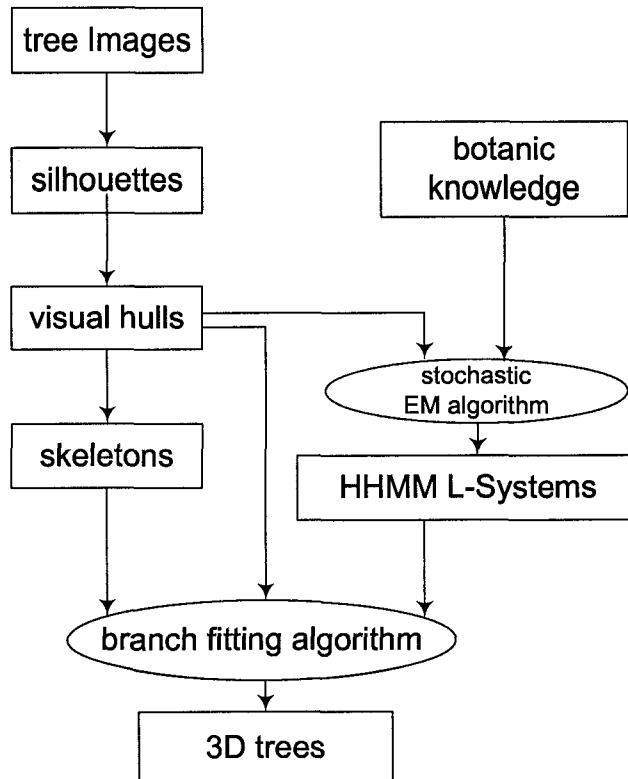 tree Images
silhouettes
botanic
knowledge
visual hulls
stochastic
EM algorithm
skeletons
HHMM L-Systems
branch fitting algorithm
3D trees